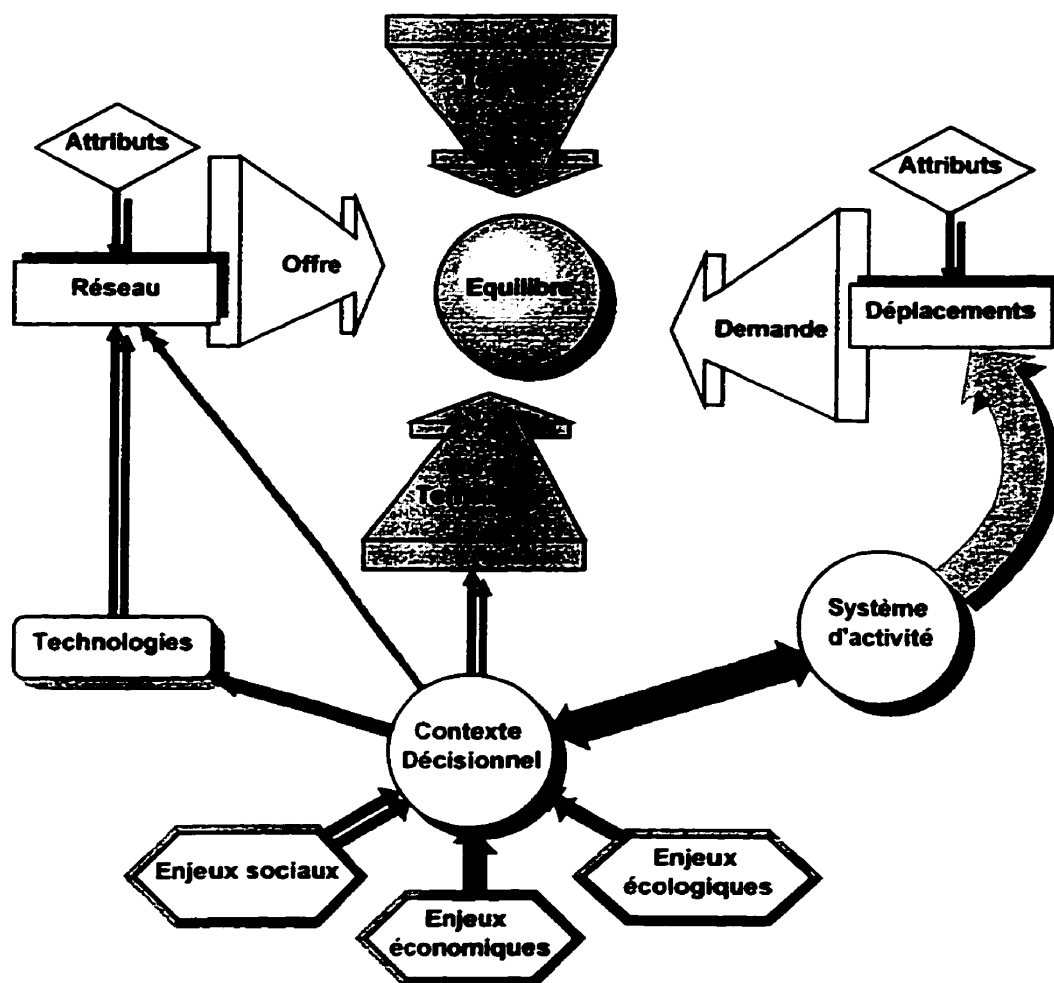 Attributs
Attributs
Réseau
Offre
Equilibre
Demande
Déplacements
Technologies
Système
d'activité
Contexte
Décisionnel
Enjeux sociaux
Enjeux
économiques
Enjeux
écologiques